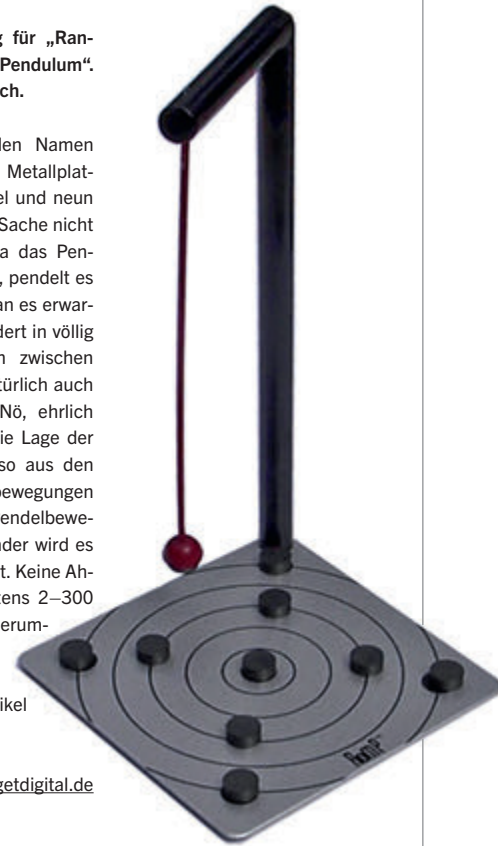 g für „Ran-
Pendulum“.
ch.
len Namen
Metallplat-
el und neun
Sache nicht
a das Pen-
, pendelt es
an es erwar-
dert in völlig
n zwischen
türlich auch
Nö, ehrlich
ie Lage der
so aus den
bewegungen
endelbewe-
nder wird es
t. Keine Ah-
tens 2–300
erum-
ikel
getdigital.de